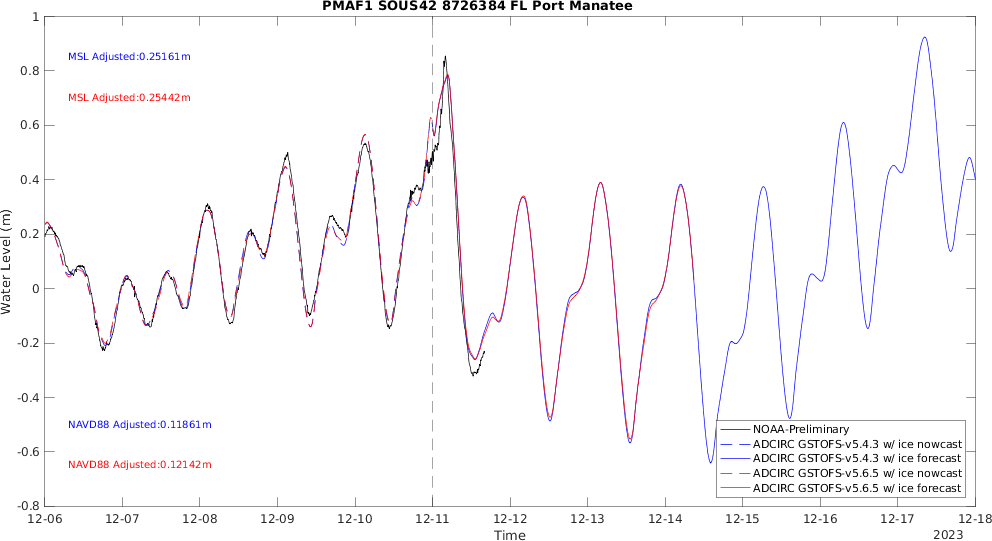 PMAF1 SOUS42 8726384 FL Port Manatee
1
0.8
0.6
0.4
0.2
0
-0.2
-0.4
-0.6
-0.8
Water Level (m)
MSL Adjusted:0.25161m
MSL Adjusted:0.25442m
NAVD88 Adjusted:0.11861m
NAVD88 Adjusted:0.12142m
NOAA-Preliminary
ADCIRC GSTOFS-v5.4.3 w/ ice nowcast
ADCIRC GSTOFS-v5.4.3 w/ ice forecast
ADCIRC GSTOFS-v5.6.5 w/ ice nowcast
ADCIRC GSTOFS-v5.6.5 w/ ice forecast
12-06 12-07 12-08 12-09 12-10 12-11 12-12 12-13 12-14 12-15 12-16 12-17 12-18
Time
2023